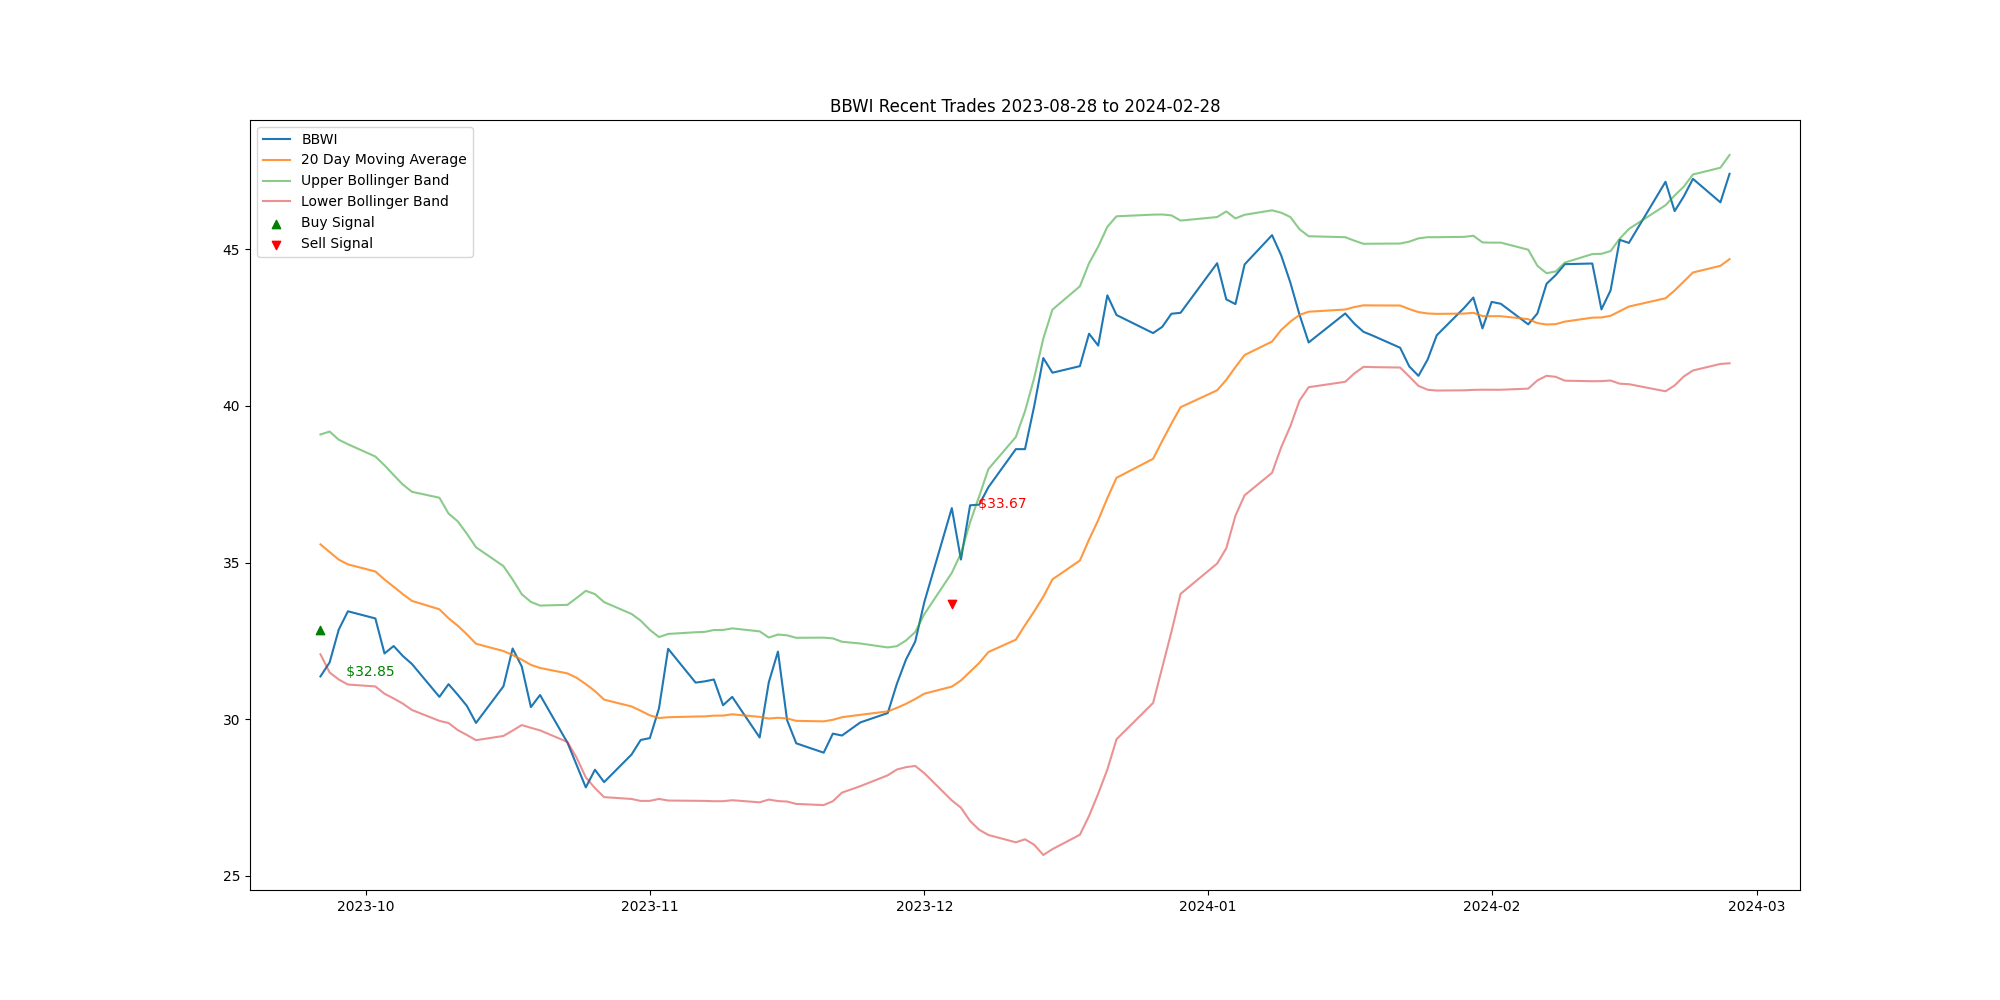 BBWI Recent Trades 2023-08-28 to 2024-02-28
BBWI
20 Day Moving Average
Upper Bollinger Band
Lower Bollinger Band
Buy Signal
Sell Signal
45
40
35
30
25
$33.67
$32.85
2023-10
2023-11
2023-12
2024-01
2024-02
2024-03